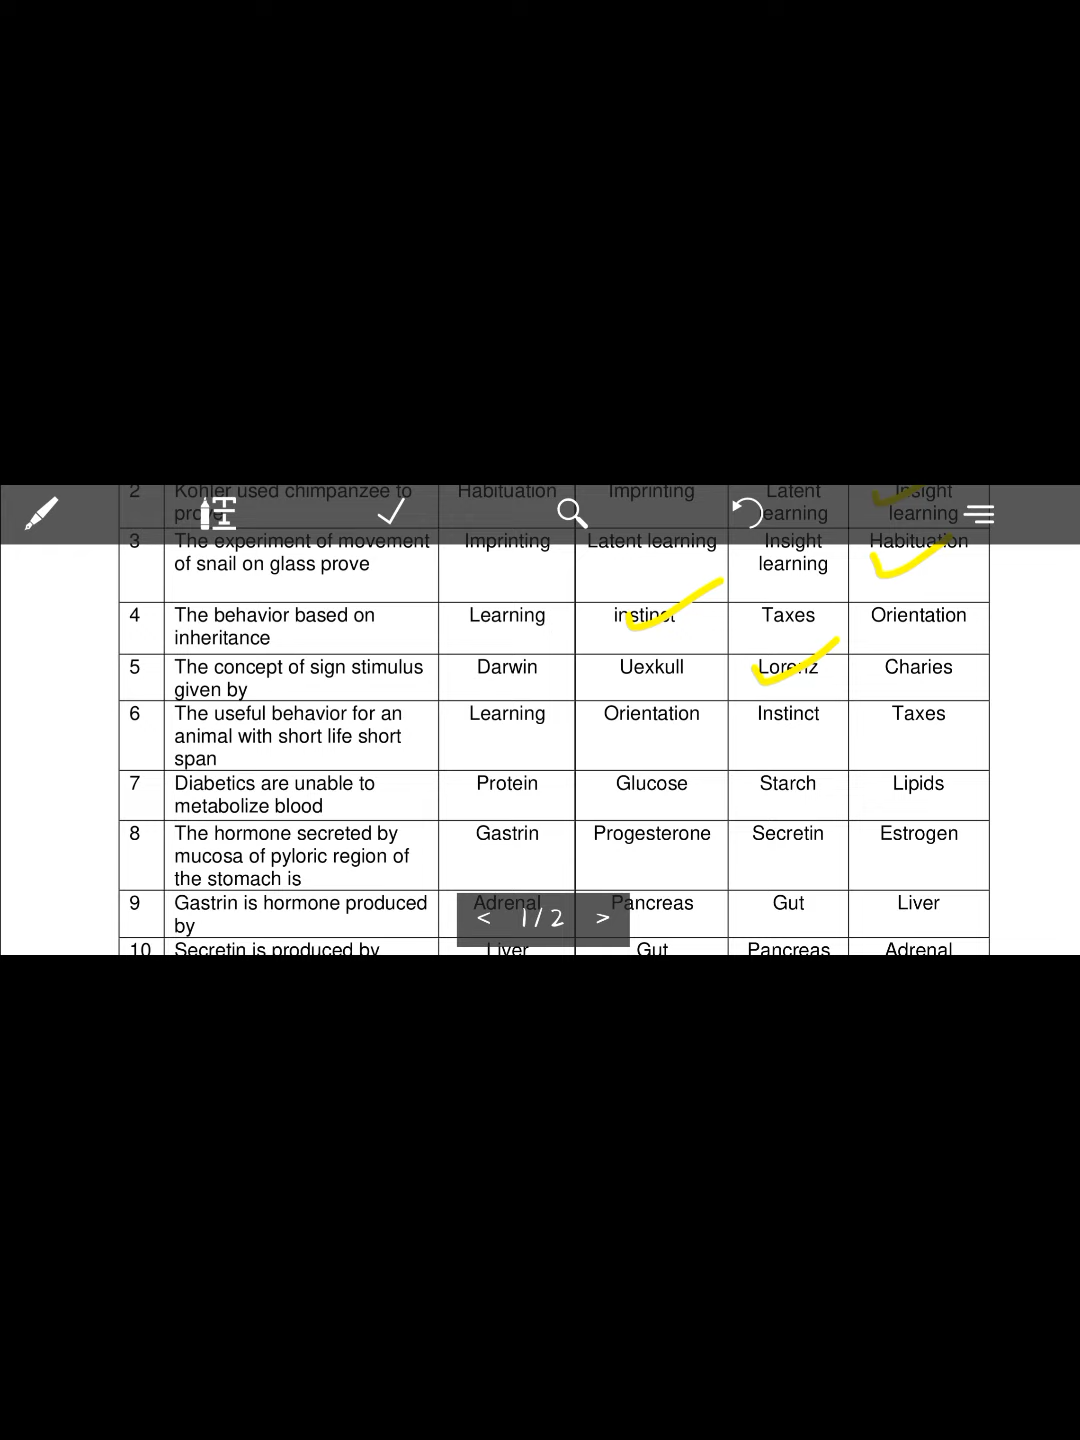 2 Kohler used chimpanzee to Habituation Imprinting Latent Insight
prove learning learning
3 The experiment of movement Imprinting Latent learning Insight Habituation
of snail on glass prove learning
4 The behavior based on Learning instinct Taxes Orientation
inheritance
5 The concept of sign stimulus Darwin Uexkull Lorenz Charies
given by
6 The useful behavior for an Learning Orientation Instinct Taxes
animal with short life short
span
7 Diabetics are unable to Protein Glucose Starch Lipids
metabolize blood
8 The hormone secreted by Gastrin Progesterone Secretin Estrogen
mucosa of pyloric region of
the stomach is
9 Gastrin is hormone produced Adrenal Pancreas Gut Liver
by
< 1/2 >
10 Secretin is produced by Liver Gut Pancreas Adrenal